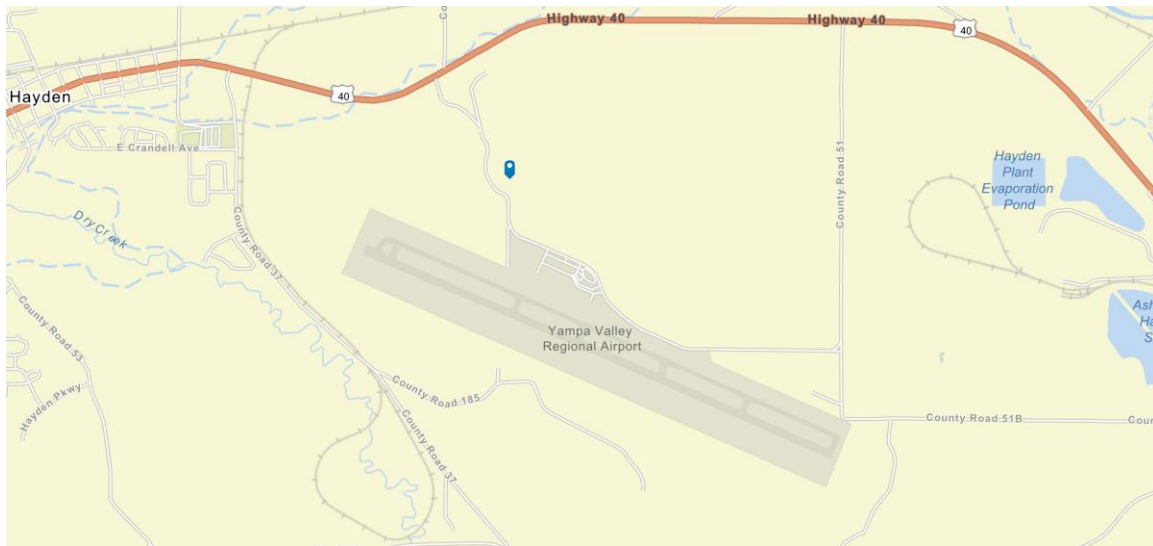 Highway 40
Highway 40
40
40
Hayden
E Crandell Ave
County Road 51
Hayden
Plant
Evaporation
Pond
Dry Creek
County Road 37
Yampa Valley
Regional Airport
County Road 53
Hayden Pkwy
County Road 185
County Road 51B
County Road 37